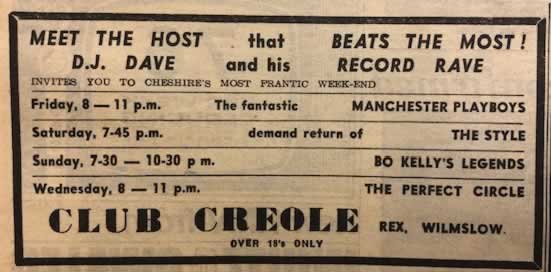 MEET THE HOST that BEATS THE MOST!
D.J. DAVE and his RECORD RAVE
INVITES YOU TO CHESHIRE'S MOST FRANTIC WEEK-END
Friday, 8 — 11 p.m. The fantastic MANCHESTER PLAYBOYS
Saturday, 7-45 p.m. demand return of THE STYLE
Sunday, 7-30 — 10-30 p m. BO KELLY'S LEGENDS
Wednesday, 8 — 11 p.m. THE PERFECT CIRCLE
CLUB CREOLE REX, WILMSLOW.
OVER 18's ONLY